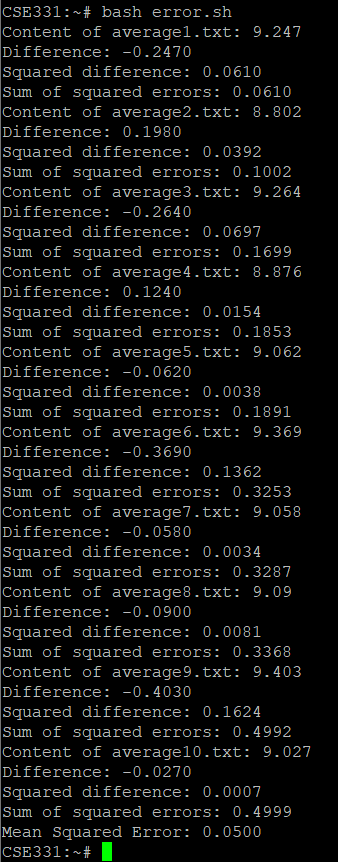 CSE331:~# bash error.sh
Content of average1.txt: 9.247
Difference: -0.2470
Squared difference: 0.0610
Sum of squared errors: 0.0610
Content of average2.txt: 8.802
Difference: 0.1980
Squared difference: 0.0392
Sum of squared errors: 0.1002
Content of average3.txt: 9.264
Difference: -0.2640
Squared difference: 0.0697
Sum of squared errors: 0.1699
Content of average4.txt: 8.876
Difference: 0.1240
Squared difference: 0.0154
Sum of squared errors: 0.1853
Content of average5.txt: 9.062
Difference: -0.0620
Squared difference: 0.0038
Sum of squared errors: 0.1891
Content of average6.txt: 9.369
Difference: -0.3690
Squared difference: 0.1362
Sum of squared errors: 0.3253
Content of average7.txt: 9.058
Difference: -0.0580
Squared difference: 0.0034
Sum of squared errors: 0.3287
Content of average8.txt: 9.09
Difference: -0.0900
Squared difference: 0.0081
Sum of squared errors: 0.3368
Content of average9.txt: 9.403
Difference: -0.4030
Squared difference: 0.1624
Sum of squared errors: 0.4992
Content of average10.txt: 9.027
Difference: -0.0270
Squared difference: 0.0007
Sum of squared errors: 0.4999
Mean Squared Error: 0.0500
CSE331:~#